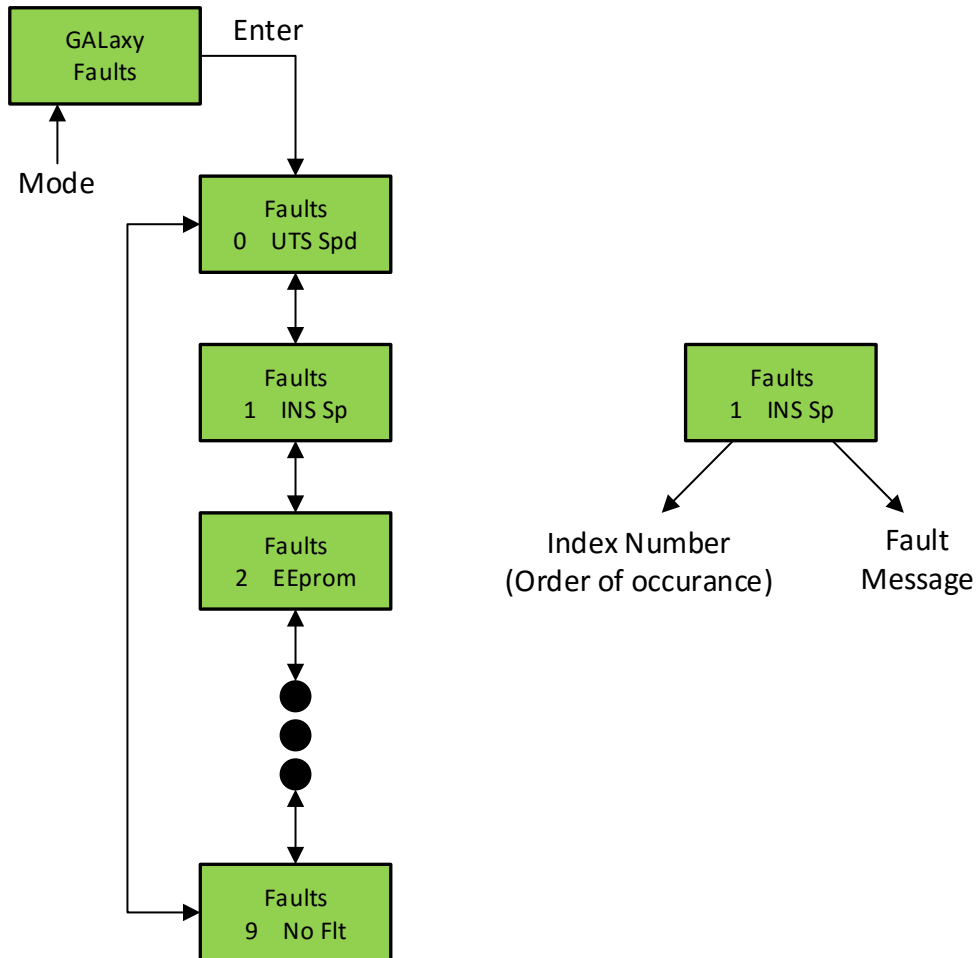 GALaxy
Faults
Enter
Mode
Faults
0 UTS Spd
Faults
1 INS Sp
Faults
2 EEprom
Faults
9 No Flt
Faults
1 INS Sp
Index Number
(Order of occurance)
Fault
Message